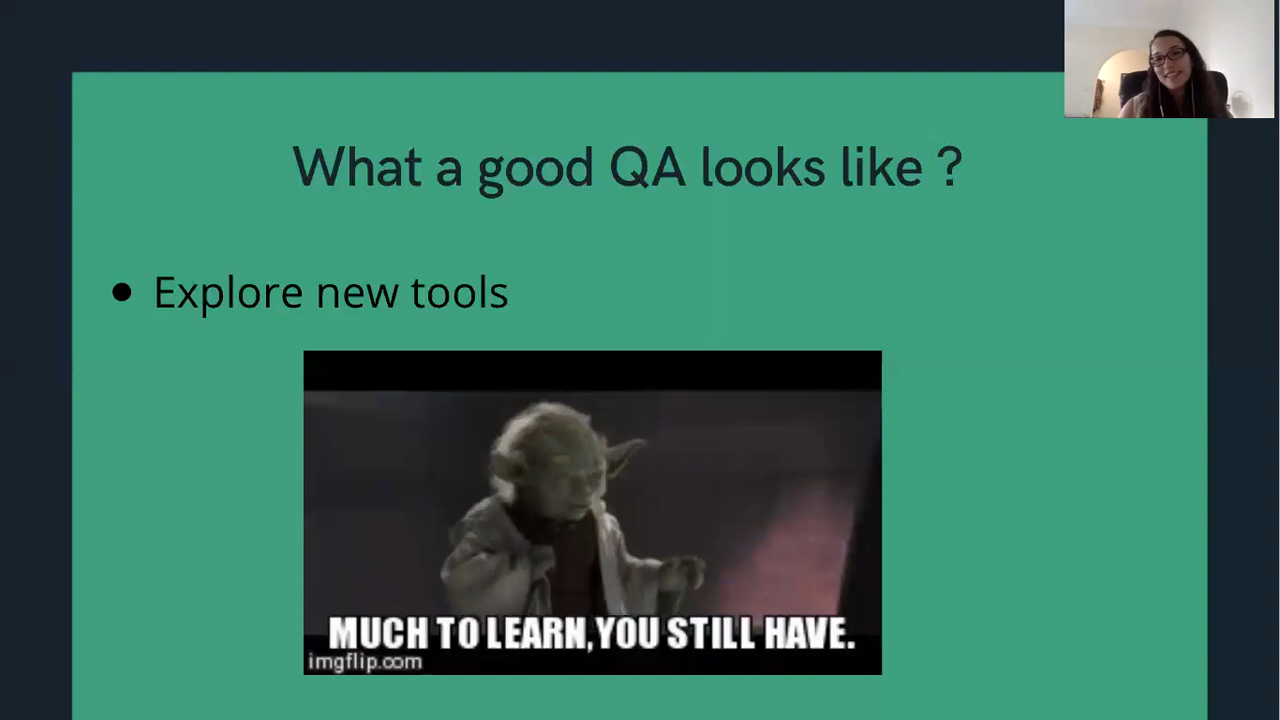 What a good QA looks like ?
● Explore new tools
MUCH TO LEARN, YOU STILL HAVE.
imgflip.com